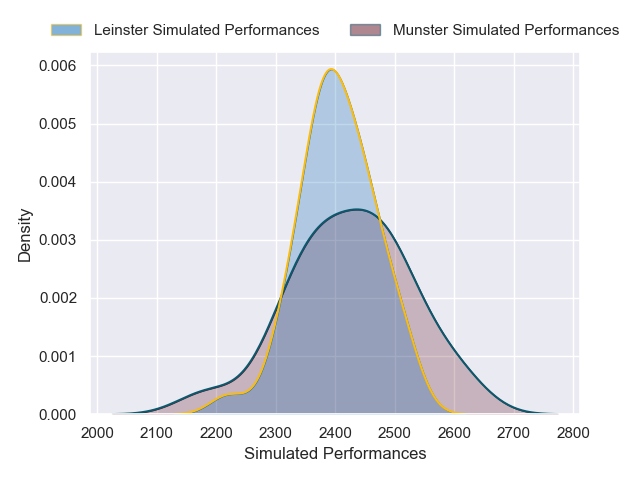 Leinster Simulated Performances Munster Simulated Performances
0.006
0.005
0.004
0.003
0.002
0.001
0.000
Density
2000 2100 2200 2300 2400 2500 2600 2700 2800
Simulated Performances